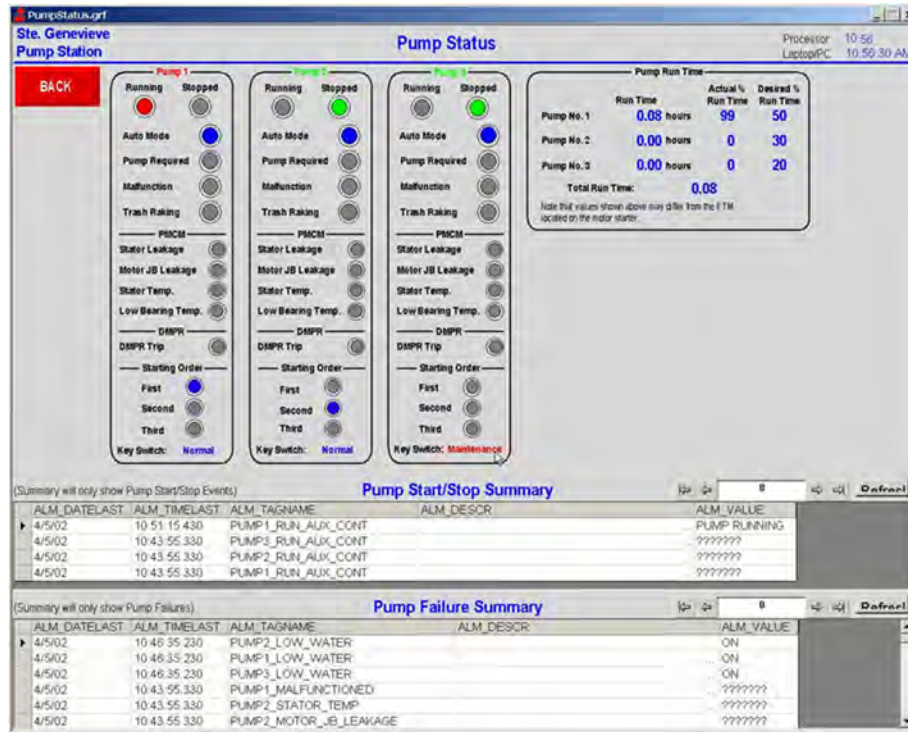 PumpStatus.grf
Ste. Genevieve
Pump Station
Pump Status
Processor 10:56
Laptop/PC 10:56:30 AM
BACK
Pump 1
Running Stopped
Auto Mode
Pump Required
Malfunction
Trash Raking
PMCM
Stator Leakage
Motor JB Leakage
Stator Temp.
Low Bearing Temp.
DMPR
DMPR Trip
Starting Order
First
Second
Third
Key Switch: Normal
Pump 2
Running Stopped
Auto Mode
Pump Required
Malfunction
Trash Raking
PMCM
Stator Leakage
Motor JB Leakage
Stator Temp.
Low Bearing Temp.
DMPR
DMPR Trip
Starting Order
First
Second
Third
Key Switch: Normal
Pump 3
Running Stopped
Auto Mode
Pump Required
Malfunction
Trash Raking
PMCM
Stator Leakage
Motor JB Leakage
Stator Temp.
Low Bearing Temp.
DMPR
DMPR Trip
Starting Order
First
Second
Third
Key Switch: Maintenance
Pump Run Time
Run Time Actual % Run Time Desired % Run Time
Pump No. 1 0.08 hours 99 50
Pump No. 2 0.00 hours 0 30
Pump No. 3 0.00 hours 0 20
Total Run Time: 0.08
Note that values shown above may differ from the ETM
located on the motor starter.
(Summary will only show Pump Start/Stop Events) Pump Start/Stop Summary 0
ALM_DATELAST ALM_TIMELAST ALM_TAGNAME ALM_DESCR ALM_VALUE
4/5/02 10:51:15.430 PUMP1_RUN_AUX_CONT PUMP RUNNING
4/5/02 10:43:55.330 PUMP3_RUN_AUX_CONT ???????
4/5/02 10:43:55.330 PUMP2_RUN_AUX_CONT ???????
4/5/02 10:43:55.330 PUMP1_RUN_AUX_CONT ???????
(Summary will only show Pump Failures) Pump Failure Summary 0
ALM_DATELAST ALM_TIMELAST ALM_TAGNAME ALM_DESCR ALM_VALUE
4/5/02 10:46:35.230 PUMP2_LOW_WATER ON
4/5/02 10:46:35.230 PUMP1_LOW_WATER ON
4/5/02 10:46:35.230 PUMP3_LOW_WATER ON
4/5/02 10:43:55.330 PUMP1_MALFUNCTIONED ???????
4/5/02 10:43:55.330 PUMP2_STATOR_TEMP ???????
4/5/02 10:43:55.330 PUMP2_MOTOR_JB_LEAKAGE ???????